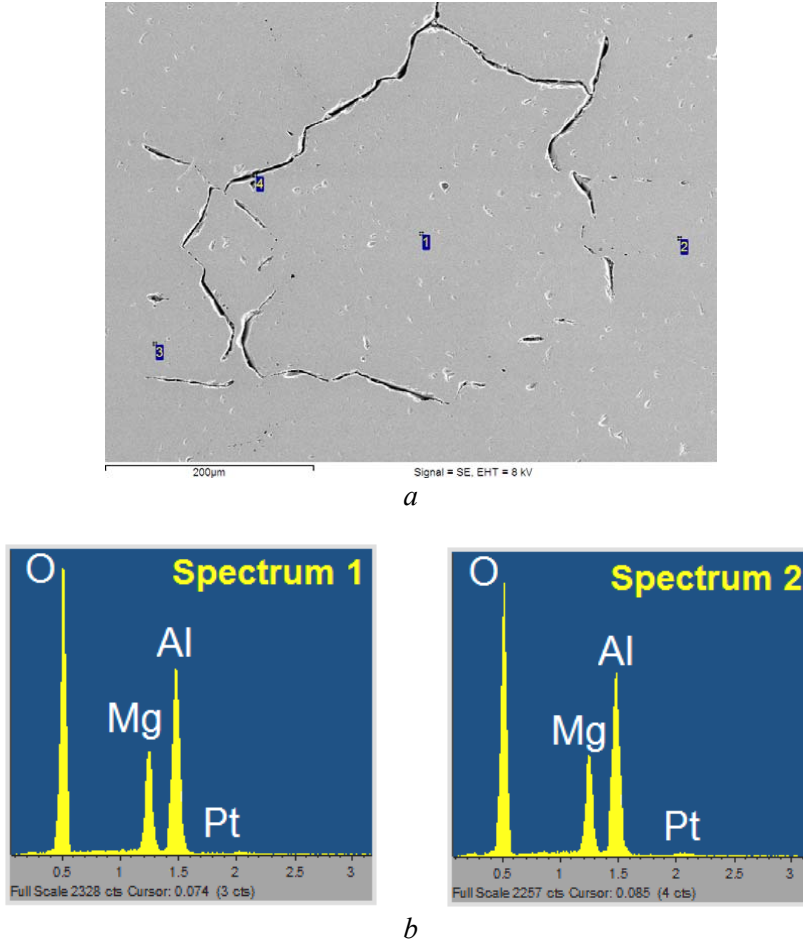 4
1
2
3
200µm Signal = SE, EHT = 8 kV
a
O Spectrum 1
Al
Mg
Pt
0.5 1 1.5 2 2.5 3
Full Scale 2328 cts Cursor: 0.074 (3 cts)
O Spectrum 2
Al
Mg
Pt
0.5 1 1.5 2 2.5 3
Full Scale 2257 cts Cursor: 0.085 (4 cts)
b